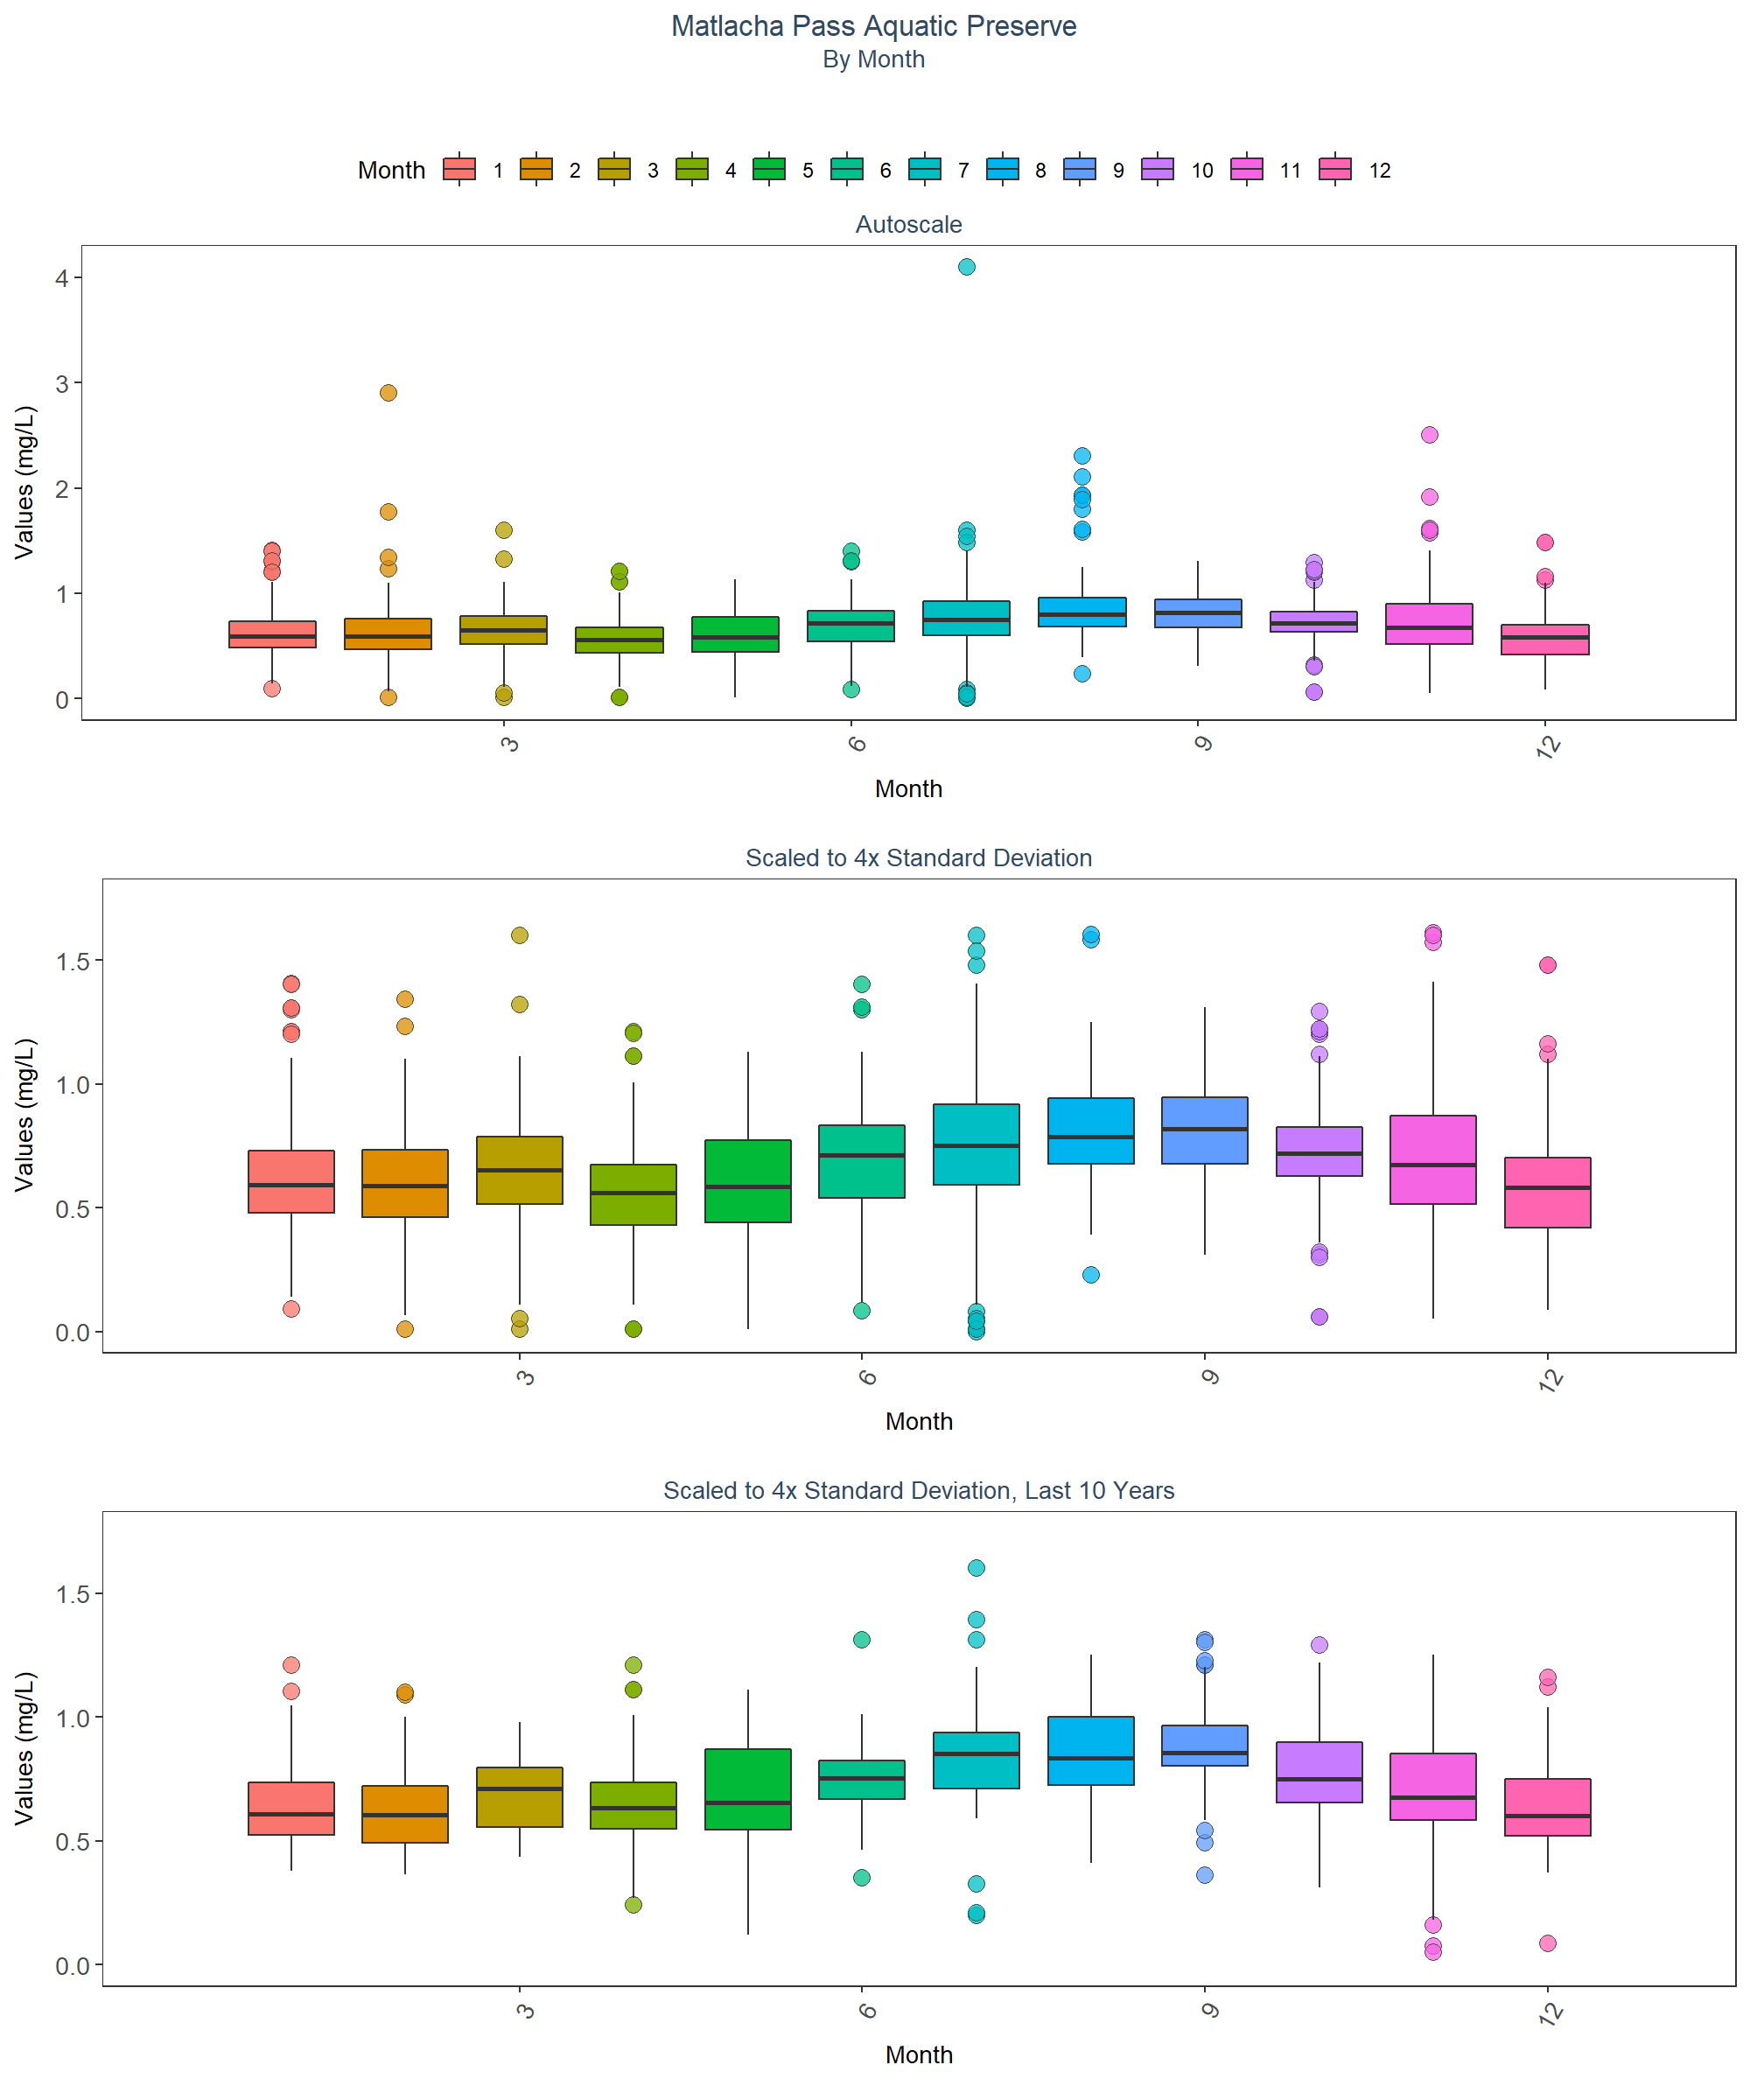 Matlacha Pass Aquatic Preserve
By Month
Month 1 2 3 4 5 6 7 8 9 10 11 12
Autoscale
Values (mg/L)
4
3
2
1
0
3 6 9 12
Month
Scaled to 4x Standard Deviation
Values (mg/L)
1.5
1.0
0.5
0.0
3 6 9 12
Month
Scaled to 4x Standard Deviation, Last 10 Years
Values (mg/L)
1.5
1.0
0.5
0.0
3 6 9 12
Month